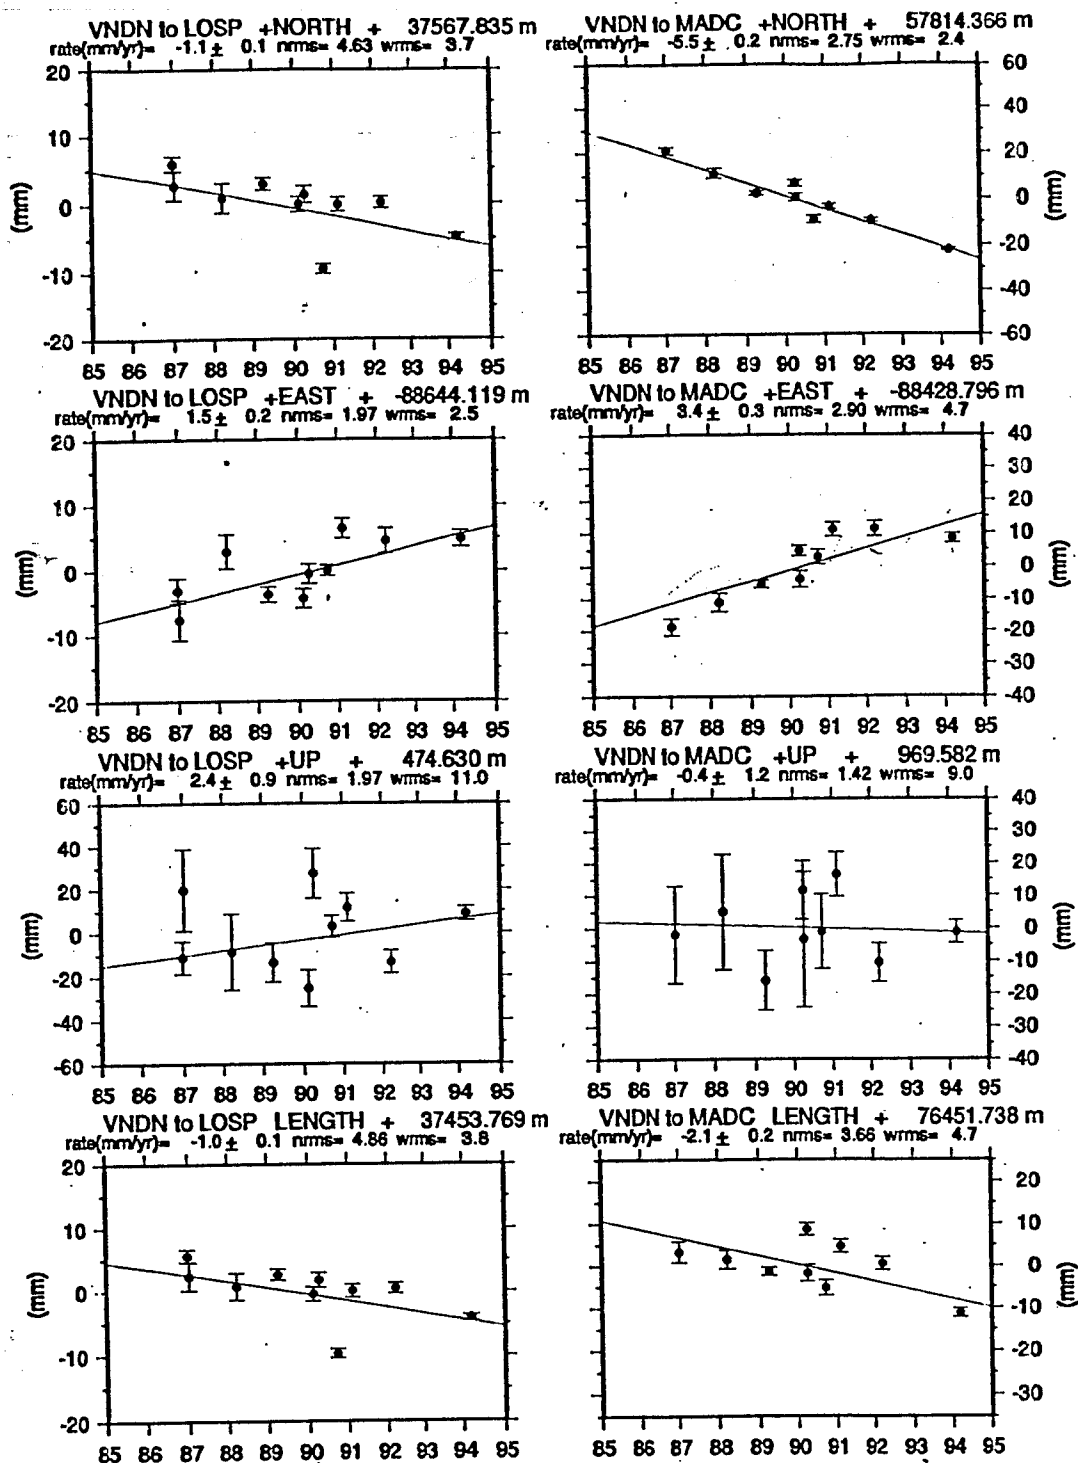 VNDN to LOSP +NORTH + 37567.835 m
rate(mm/yr)= -1.1 ± 0.1 nrms= 4.63 wrms= 3.7
20
10
0
-10
-20
(mm)
85 86 87 88 89 90 91 92 93 94 95
VNDN to MADC +NORTH + 57814.366 m
rate(mm/yr)= -5.5 ± 0.2 nrms= 2.75 wrms= 2.4
60
40
20
0
-20
-40
-60
(mm)
85 86 87 88 89 90 91 92 93 94 95
VNDN to LOSP +EAST + -88644.119 m
rate(mm/yr)= 1.5 ± 0.2 nrms= 1.97 wrms= 2.5
20
10
0
-10
-20
(mm)
85 86 87 88 89 90 91 92 93 94 95
VNDN to MADC +EAST + -88428.796 m
rate(mm/yr)= 3.4 ± 0.3 nrms= 2.90 wrms= 4.7
40
30
20
10
0
-10
-20
-30
-40
(mm)
85 86 87 88 89 90 91 92 93 94 95
VNDN to LOSP +UP + 474.630 m
rate(mm/yr)= 2.4 ± 0.9 nrms= 1.97 wrms= 11.0
60
40
20
0
-20
-40
-60
(mm)
85 86 87 88 89 90 91 92 93 94 95
VNDN to MADC +UP + 969.582 m
rate(mm/yr)= -0.4 ± 1.2 nrms= 1.42 wrms= 9.0
40
30
20
10
0
-10
-20
-30
-40
(mm)
85 86 87 88 89 90 91 92 93 94 95
VNDN to LOSP LENGTH + 37453.769 m
rate(mm/yr)= -1.0 ± 0.1 nrms= 4.86 wrms= 3.8
20
10
0
-10
-20
(mm)
85 86 87 88 89 90 91 92 93 94 95
VNDN to MADC LENGTH + 76451.738 m
rate(mm/yr)= -2.1 ± 0.2 nrms= 3.66 wrms= 4.7
20
10
0
-10
-20
-30
(mm)
85 86 87 88 89 90 91 92 93 94 95